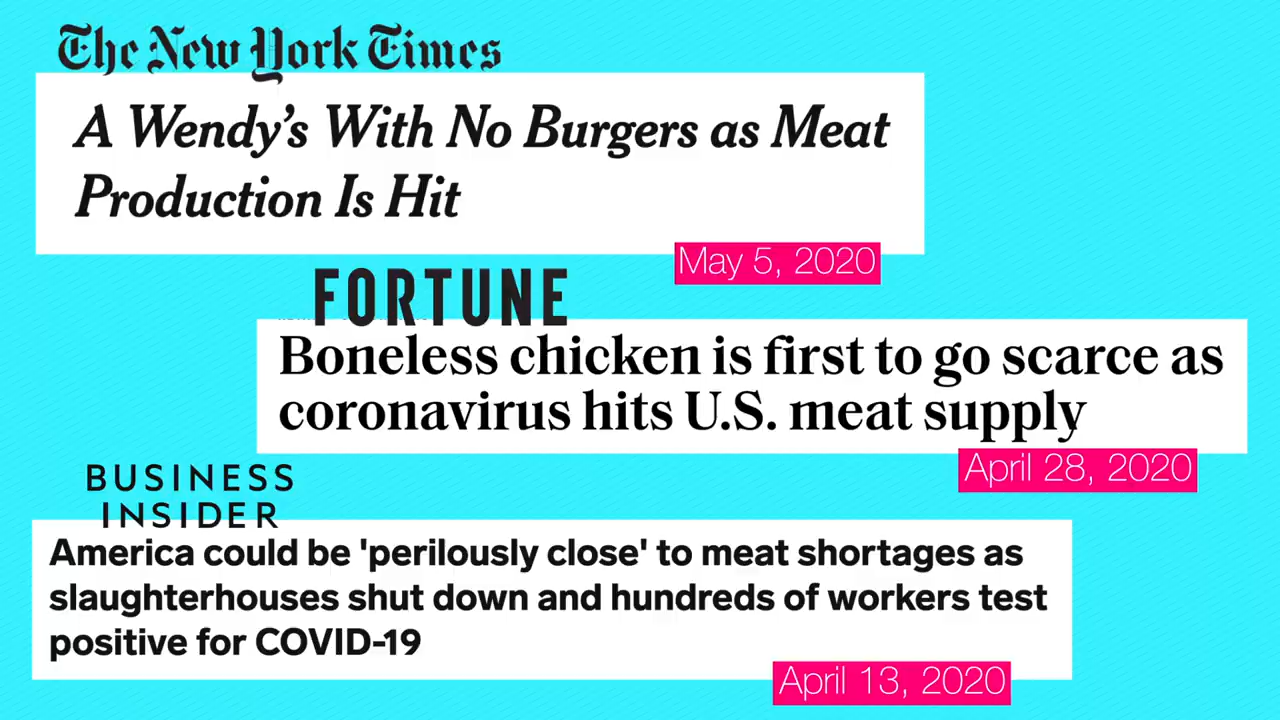 The New York Times
A Wendy's With No Burgers as Meat
Production Is Hit
May 5, 2020
FORTUNE
Boneless chicken is first to go scarce as
coronavirus hits U.S. meat supply
April 28, 2020
BUSINESS
INSIDER
America could be 'perilously close' to meat shortages as
slaughterhouses shut down and hundreds of workers test
positive for COVID-19
April 13, 2020